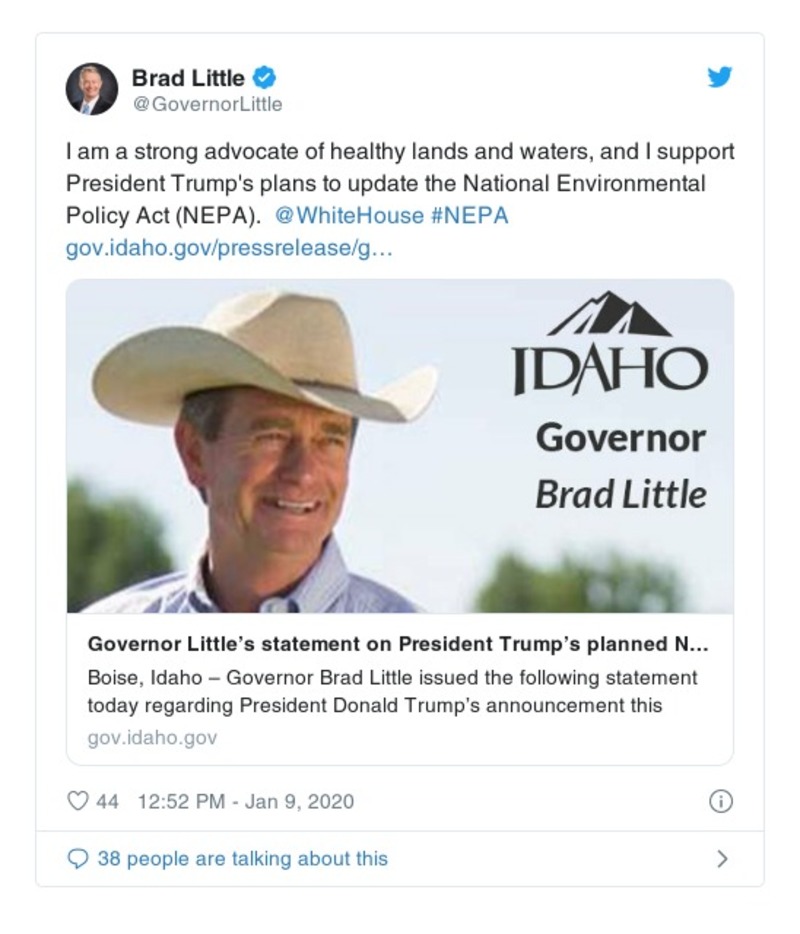 Brad Little
@GovernorLittle
I am a strong advocate of healthy lands and waters, and I support
President Trump's plans to update the National Environmental
Policy Act (NEPA). @WhiteHouse #NEPA
gov.idaho.gov/pressrelease/g…
IDAHO
Governor
Brad Little
Governor Little’s statement on President Trump’s planned N...
Boise, Idaho – Governor Brad Little issued the following statement
today regarding President Donald Trump’s announcement this
gov.idaho.gov
44 12:52 PM - Jan 9, 2020
38 people are talking about this